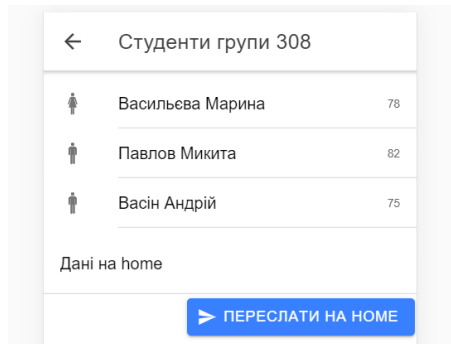 Студенти групи 308
Васильєва Марина 78
Павлов Микита 82
Васін Андрій 75
Дані на home
ПЕРЕСЛАТИ НА HOME